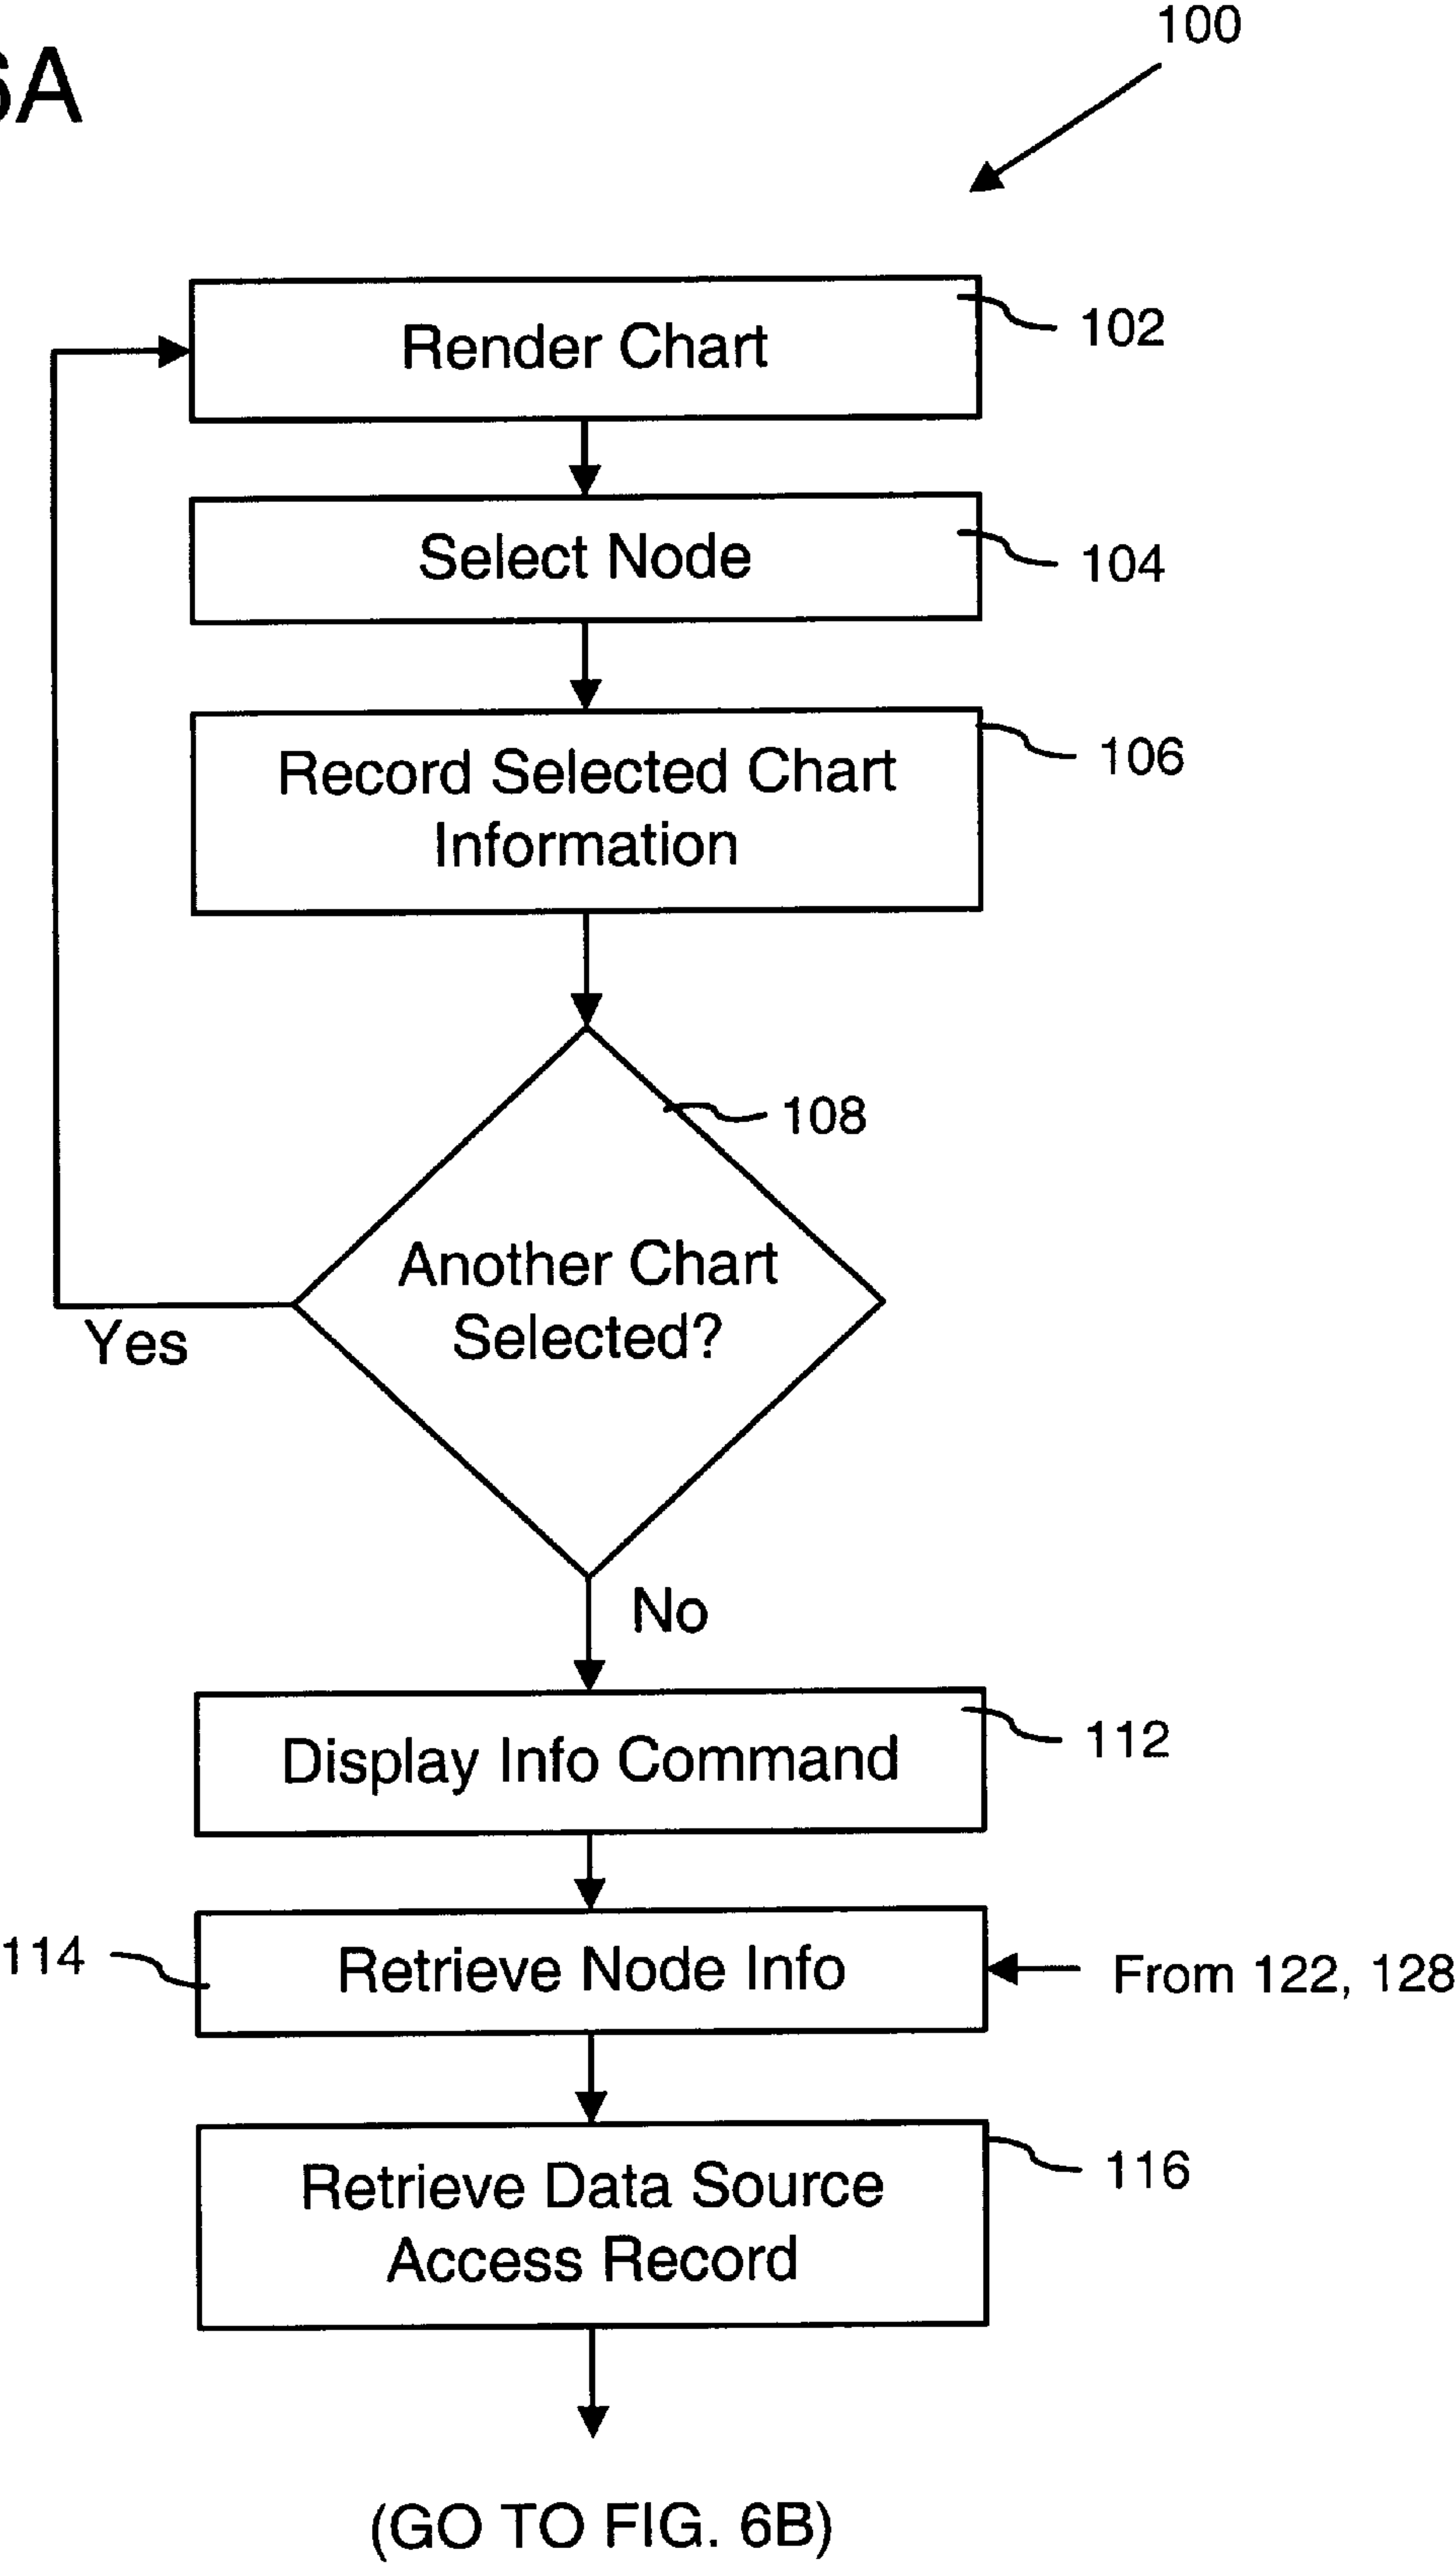 6A
100
Render Chart
102
Select Node
104
Record Selected Chart
Information
106
108
Another Chart
Selected?
Yes
No
Display Info Command
112
114
Retrieve Node Info
From 122, 128
Retrieve Data Source
Access Record
116
(GO TO FIG. 6B)